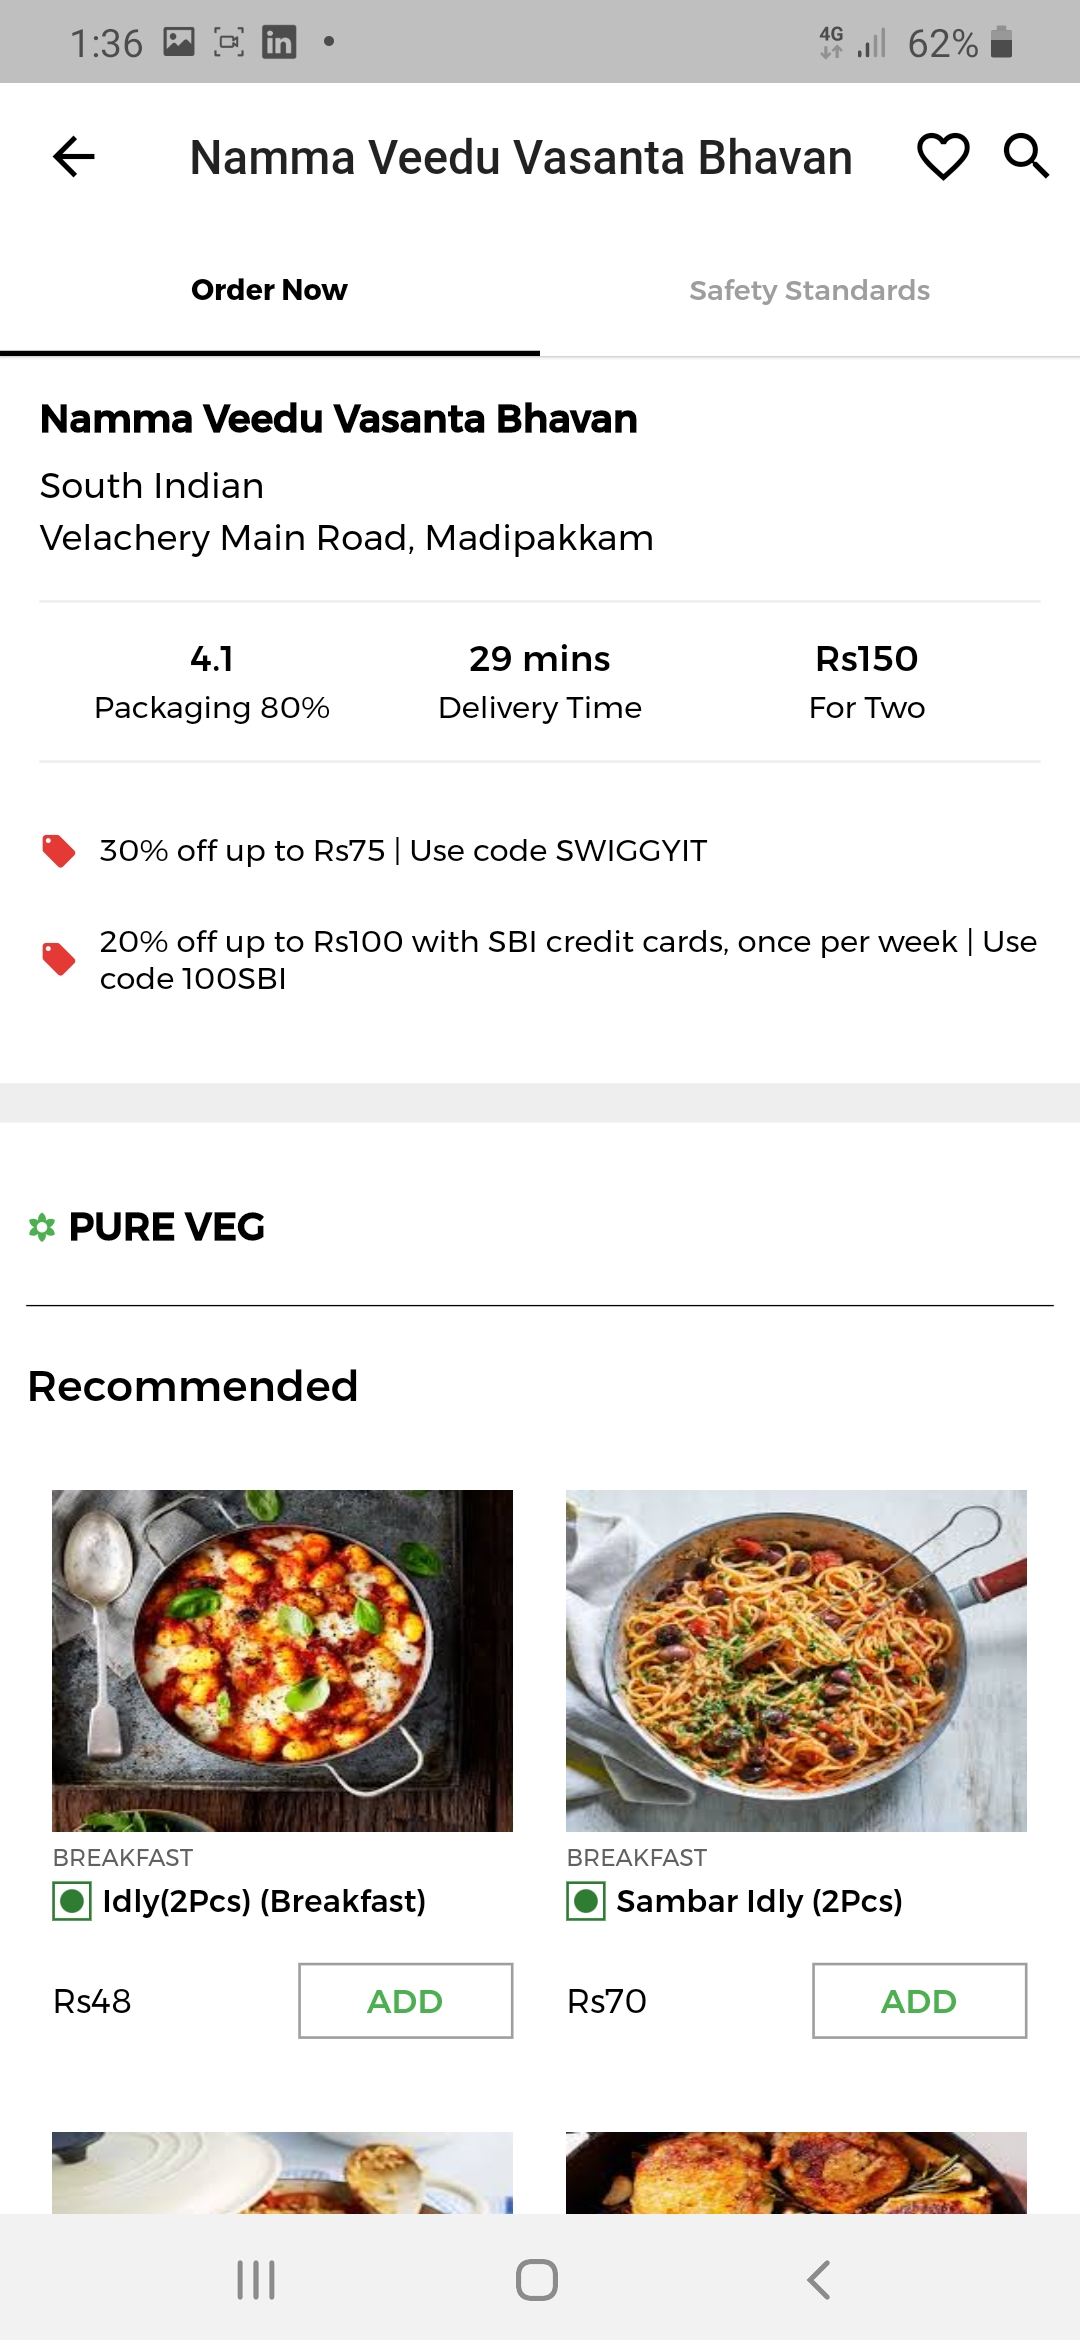 1:36
4G
62%
Namma Veedu Vasanta Bhavan
Order Now
Safety Standards
Namma Veedu Vasanta Bhavan
South Indian
Velachery Main Road, Madipakkam
4.1
29 mins
Rs150
Packaging 80%
Delivery Time
For Two
30% off up to Rs75 | Use code SWIGGYIT
20% off up to Rs100 with SBI credit cards, once per week | Use
code 100SBI
PURE VEG
Recommended
BREAKFAST
BREAKFAST
Idly(2Pcs) (Breakfast)
Sambar Idly (2Pcs)
Rs48
ADD
Rs70
ADD